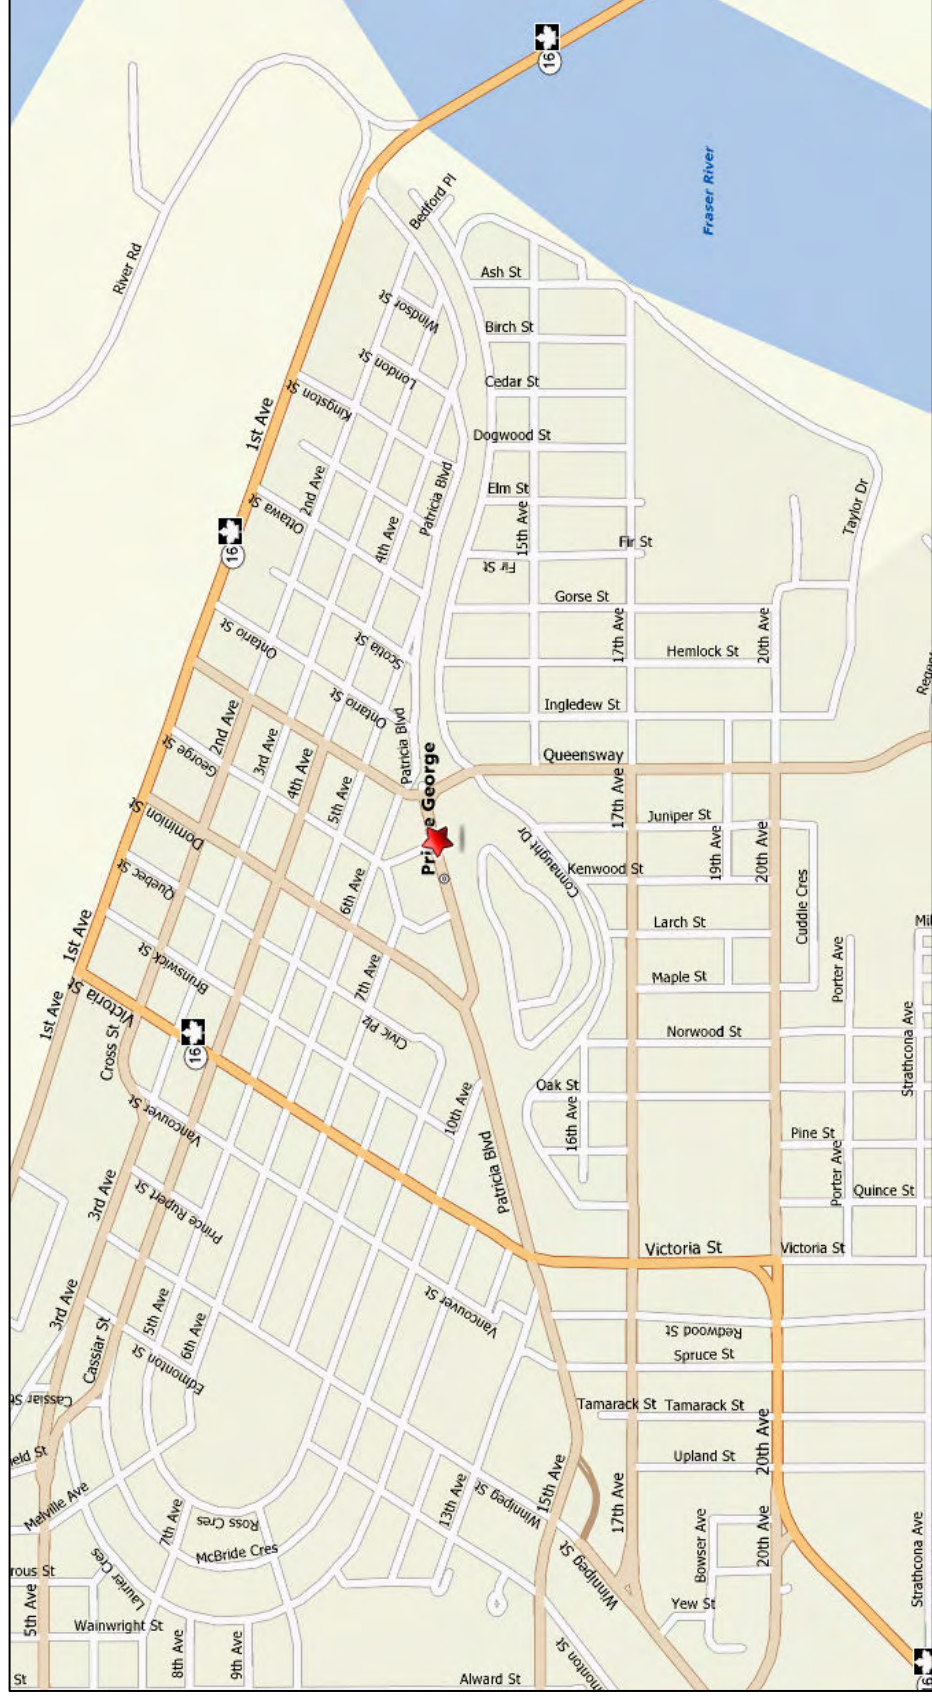 16
River Rd
Bedford Pl
Fraser River
Ash St
Windsor St
Birch St
London St
Kingston St
Cedar St
1st Ave
Dogwood St
2nd Ave
Patricia Blvd
Elm St
Ottawa St
Taylor Dr
15th Ave
4th Ave
16
Fir St
Fir St
Gorse St
Ontario St
Scotia St
17th Ave
20th Ave
Hemlock St
Ontario St
Ingledew St
2nd Ave
George St
3rd Ave
Patricia Blvd
4th Ave
Queensway
5th Ave
17th Ave
Dominion St
Juniper St
19th Ave
20th Ave
Connaught Dr
Kenwood St
Quebec St
6th Ave
Cuddie Cres
1st Ave
Larch St
Brunswick St
7th Ave
Porter Ave
Maple St
1st Ave
Victoria St
Civic Plz
Cross St
16
Norwood St
Strathcona Ave
Oak St
Vancouver St
10th Ave
16th Ave
Pine St
Patricia Blvd
Porter Ave
3rd Ave
Prince Rupert St
Quince St
Victoria St
Victoria St
3rd Ave
5th Ave
Vancouver St
6th Ave
Cassiar St
Redwood St
Edmonton St
Spruce St
Cassiar St
Tamarack St
Tamarack St
20th Ave
Upland St
13th Ave
15th Ave
Winnipeg St
Melville Ave
7th Ave
Ross Cres
17th Ave
20th Ave
Bowser Ave
McBride Cres
Strathcona Ave
Laurier Cres
Winnipeg St
5th Ave
Yew St
Wainwright St
8th Ave
9th Ave
Alward St
St
16